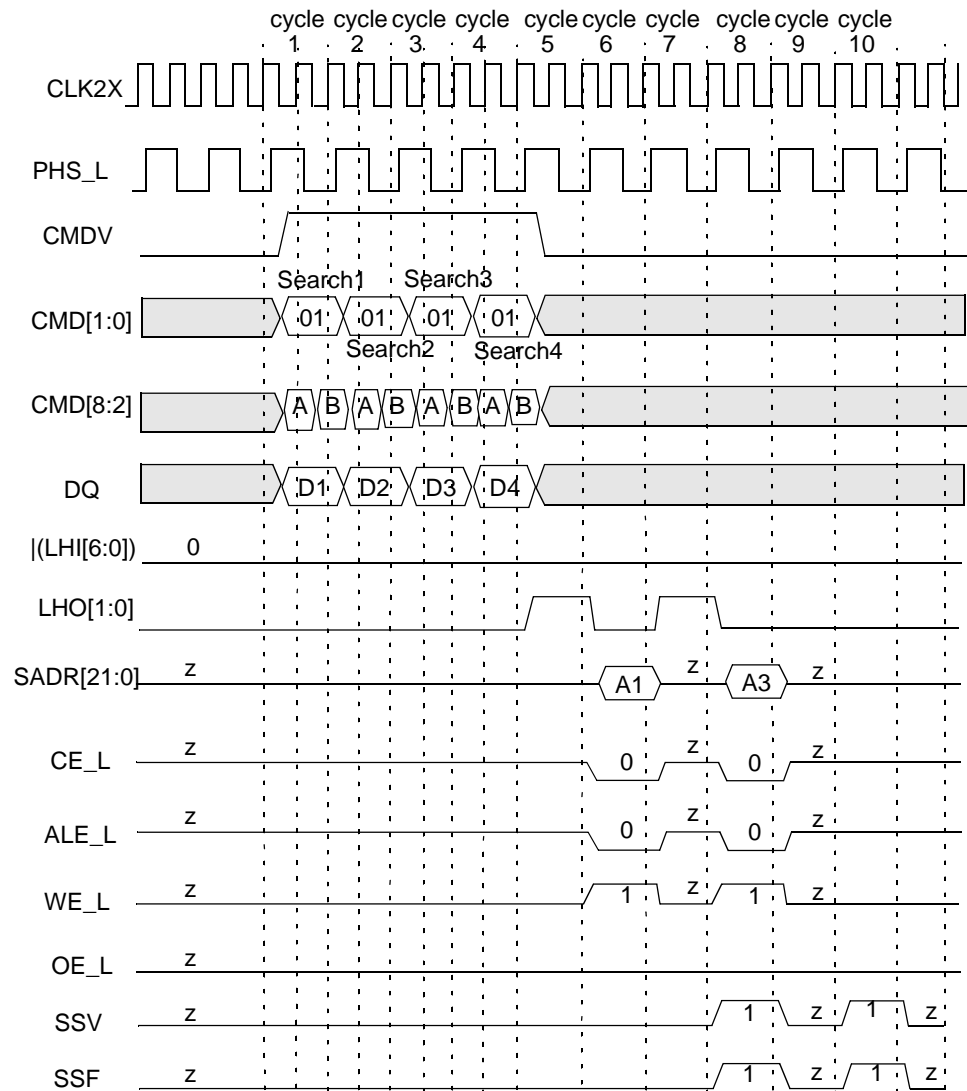 cycle cycle cycle cycle cycle cycle cycle cycle cycle cycle
1 2 3 4 5 6 7 8 9 10
CLK2X
PHS_L
CMDV
Search1 Search3
CMD[1:0] 01 01 01 01
Search2 Search4
CMD[8:2] A B A B A B A B
DQ D1 D2 D3 D4
|(LHI[6:0]) 0
LHO[1:0]
SADR[21:0] z A1 z A3 z
CE_L z 0 z 0 z
ALE_L z 0 z 0 z
WE_L z 1 z 1 z
OE_L z
SSV z 1 z 1 z
SSF z 1 z 1 z